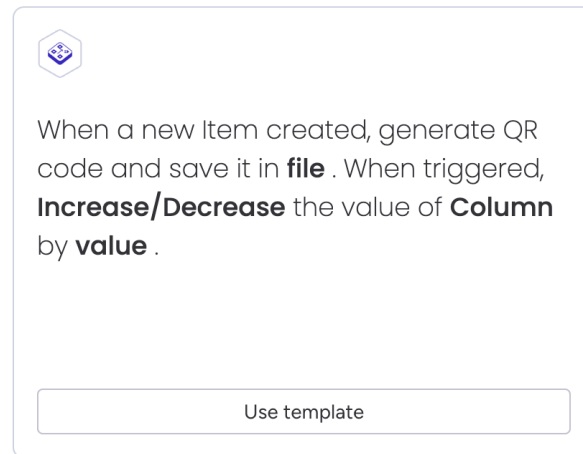 When a new Item created, generate QR
code and save it in file . When triggered,
Increase/Decrease the value of Column
by value .
Use template